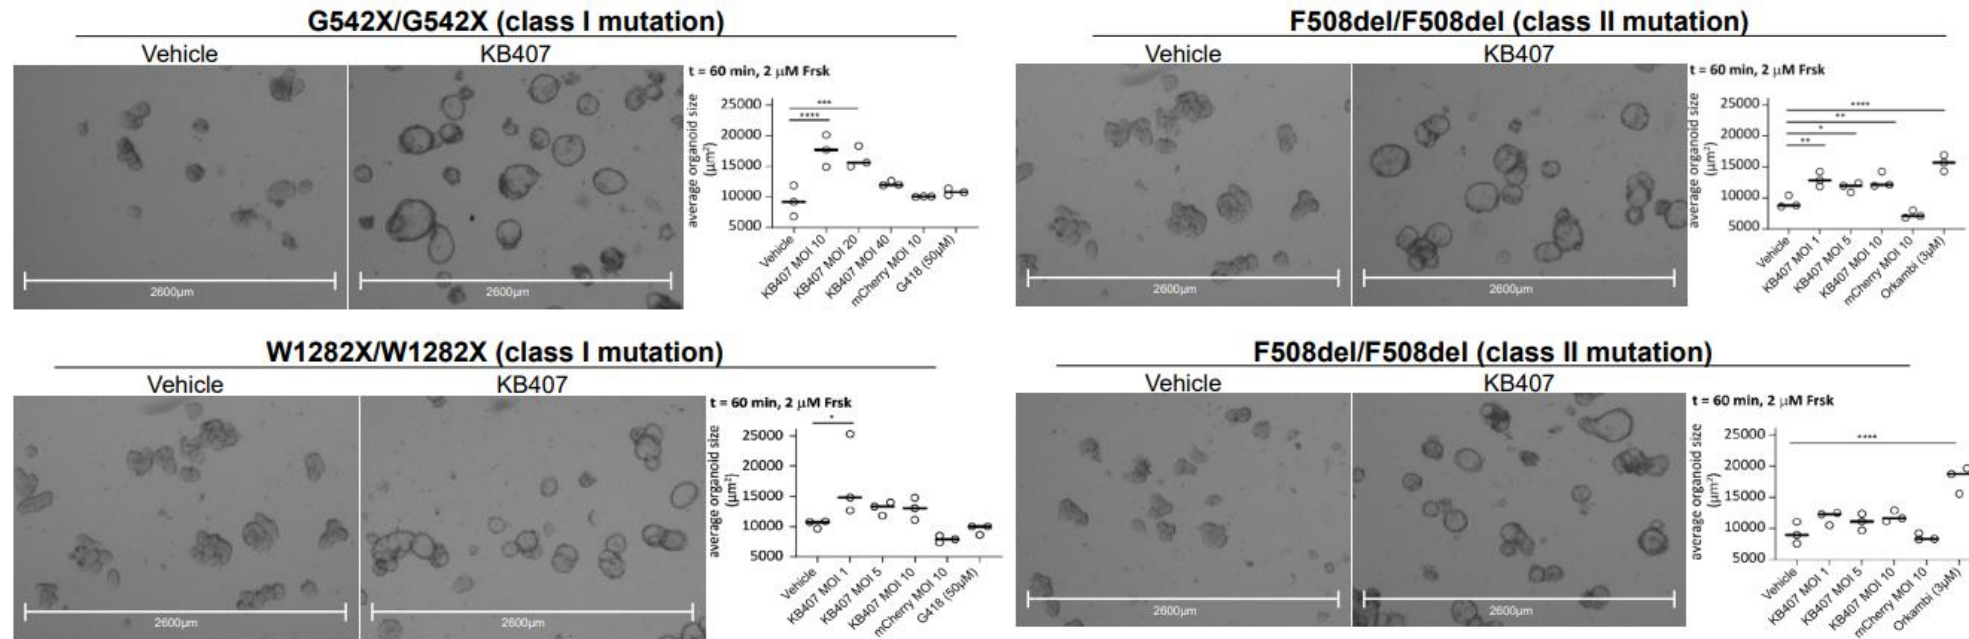 G542X/G542X (class I mutation)
Vehicle
KB407
t = 60 min, 2 µM Frsk
average organoid size
(µm²)
25000
20000
15000
10000
5000
***
****
Vehicle
KB407 MOI 10
KB407 MOI 20
KB407 MOI 40
mCherry MOI 10
G418 (50µM)
2600µm
2600µm
F508del/F508del (class II mutation)
Vehicle
KB407
t = 60 min, 2 µM Frsk
average organoid size
(µm²)
25000
20000
15000
10000
5000
****
**
*
**
Vehicle
KB407 MOI 1
KB407 MOI 5
KB407 MOI 10
mCherry MOI 10
Orkambi (3µM)
2600µm
2600µm
W1282X/W1282X (class I mutation)
Vehicle
KB407
t = 60 min, 2 µM Frsk
average organoid size
(µm²)
25000
20000
15000
10000
5000
*
Vehicle
KB407 MOI 1
KB407 MOI 5
KB407 MOI 10
mCherry MOI 10
G418 (50µM)
2600µm
2600µm
F508del/F508del (class II mutation)
Vehicle
KB407
t = 60 min, 2 µM Frsk
average organoid size
(µm²)
25000
20000
15000
10000
5000
****
Vehicle
KB407 MOI 1
KB407 MOI 5
KB407 MOI 10
mCherry MOI 10
Orkambi (3µM)
2600µm
2600µm